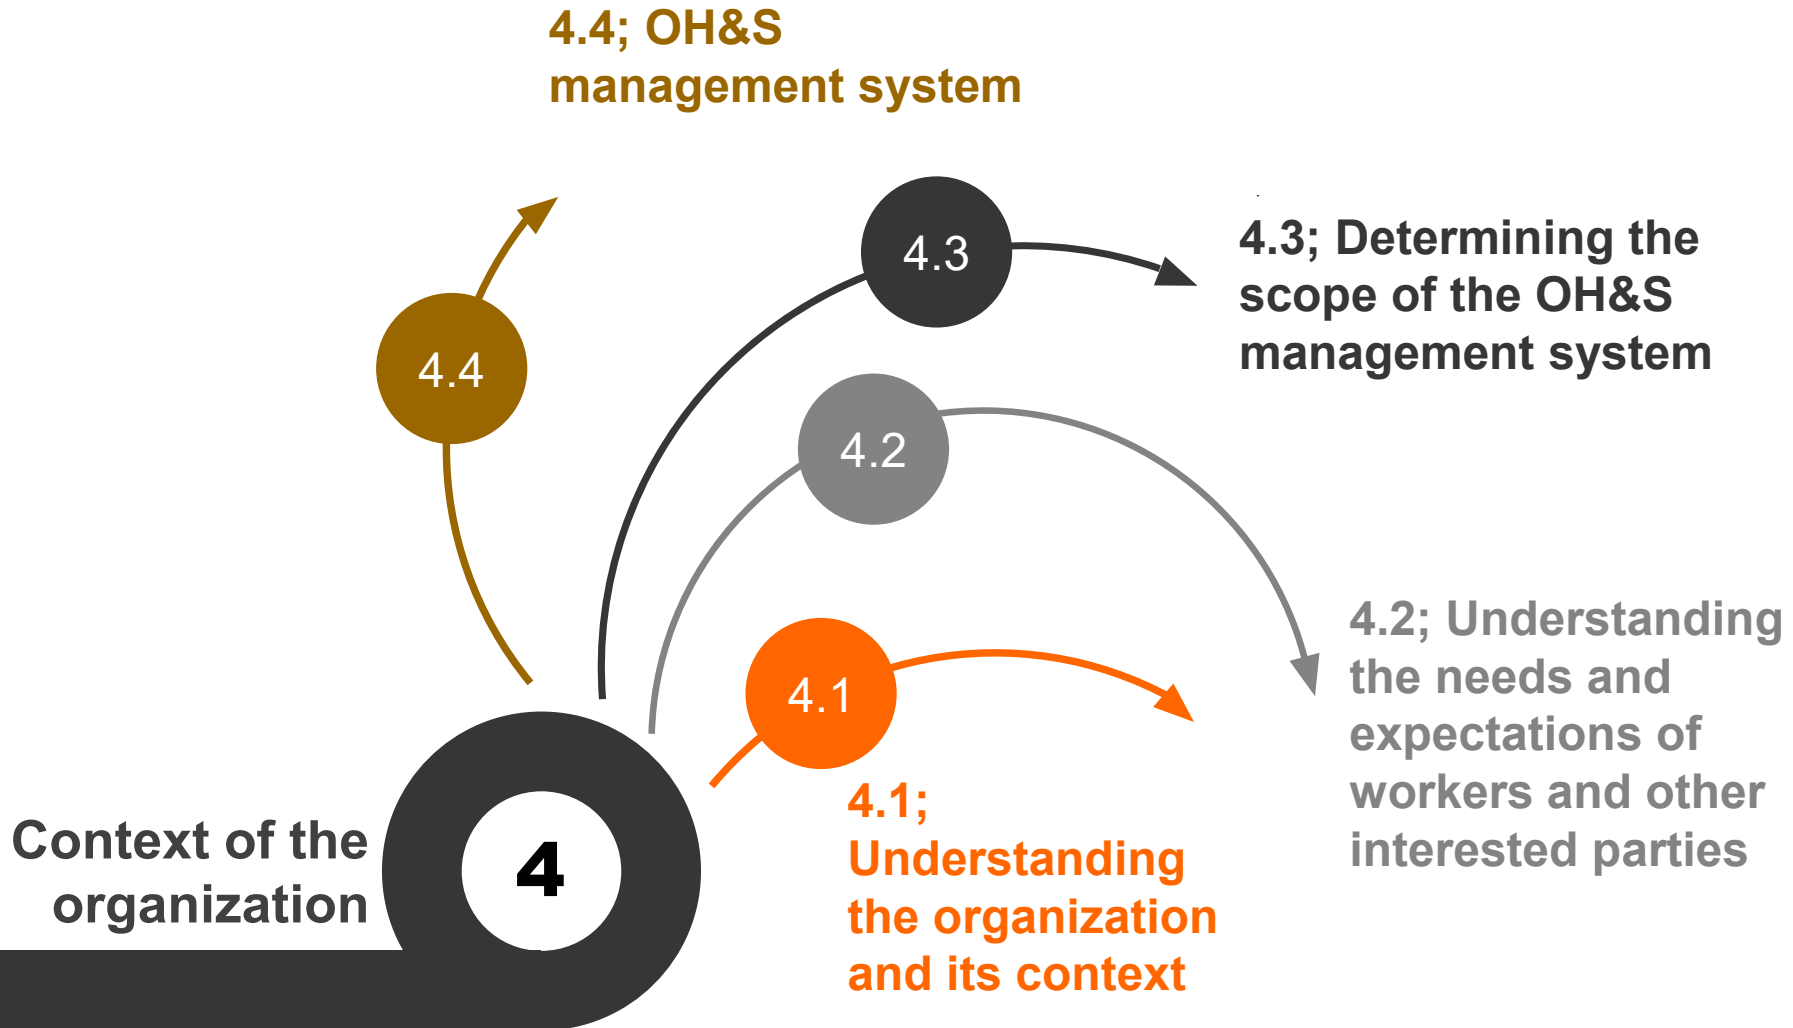 4.4; OH&S
management system
4.3
4.3; Determining the
scope of the OH&S
management system
4.4
4.2
4.2; Understanding
the needs and
expectations of
workers and other
interested parties
4.1
4.1;
Understanding
the organization
and its context
Context of the
organization
4